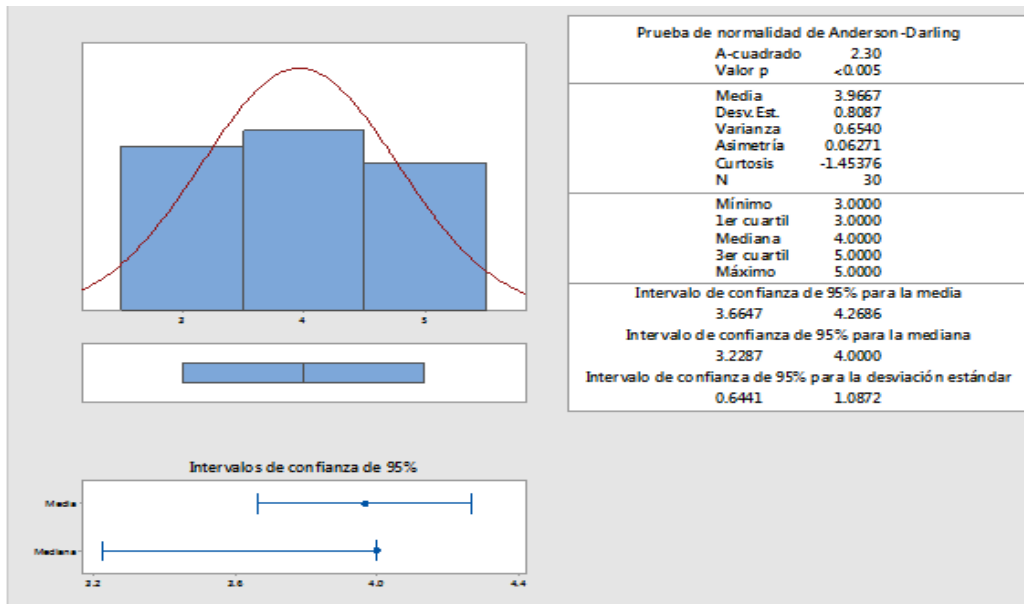 3
4
5
Intervalos de confianza de 95%
Media
Mediana
3.2
3.6
4.0
4.4
Prueba de normalidad de Anderson-Darling
A-cuadrado 2.30
Valor p <0.005
Media 3.9667
Desv.Est. 0.8087
Varianza 0.6540
Asimetría 0.06271
Curtosis -1.45376
N 30
Mínimo 3.0000
1er cuartil 3.0000
Mediana 4.0000
3er cuartil 5.0000
Máximo 5.0000
Intervalo de confianza de 95% para la media
3.6647 4.2686
Intervalo de confianza de 95% para la mediana
3.2287 4.0000
Intervalo de confianza de 95% para la desviación estándar
0.6441 1.0872